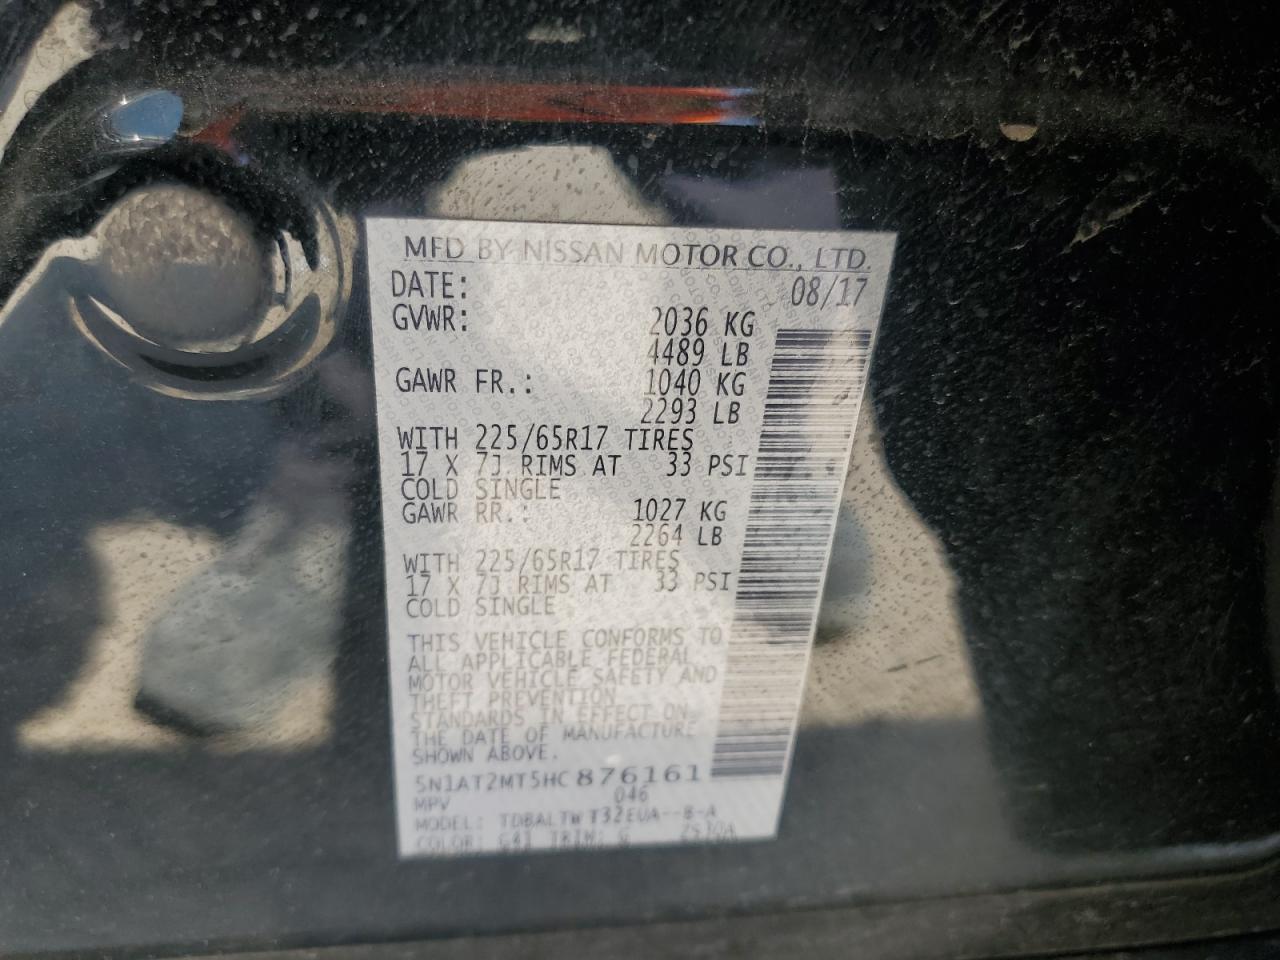 MFD BY NISSAN MOTOR CO., LTD.
DATE: 08/17
GVWR: 2036 KG
4489 LB
GAWR FR.: 1040 KG
2293 LB
WITH 225/65R17 TIRES
17 X 7J RIMS AT 33 PSI
COLD SINGLE
GAWR RR.: 1027 KG
2264 LB
WITH 225/65R17 TIRES
17 X 7J RIMS AT 33 PSI
COLD SINGLE
THIS VEHICLE CONFORMS TO
ALL APPLICABLE FEDERAL
MOTOR VEHICLE SAFETY AND
THEFT PREVENTION
STANDARDS IN EFFECT ON
THE DATE OF MANUFACTURE
SHOWN ABOVE.
5N1AT2MT5HC876161
MPV 046
MODEL: TDBALTWT32EUA--B-A
COLOR: G41 TRIM: G